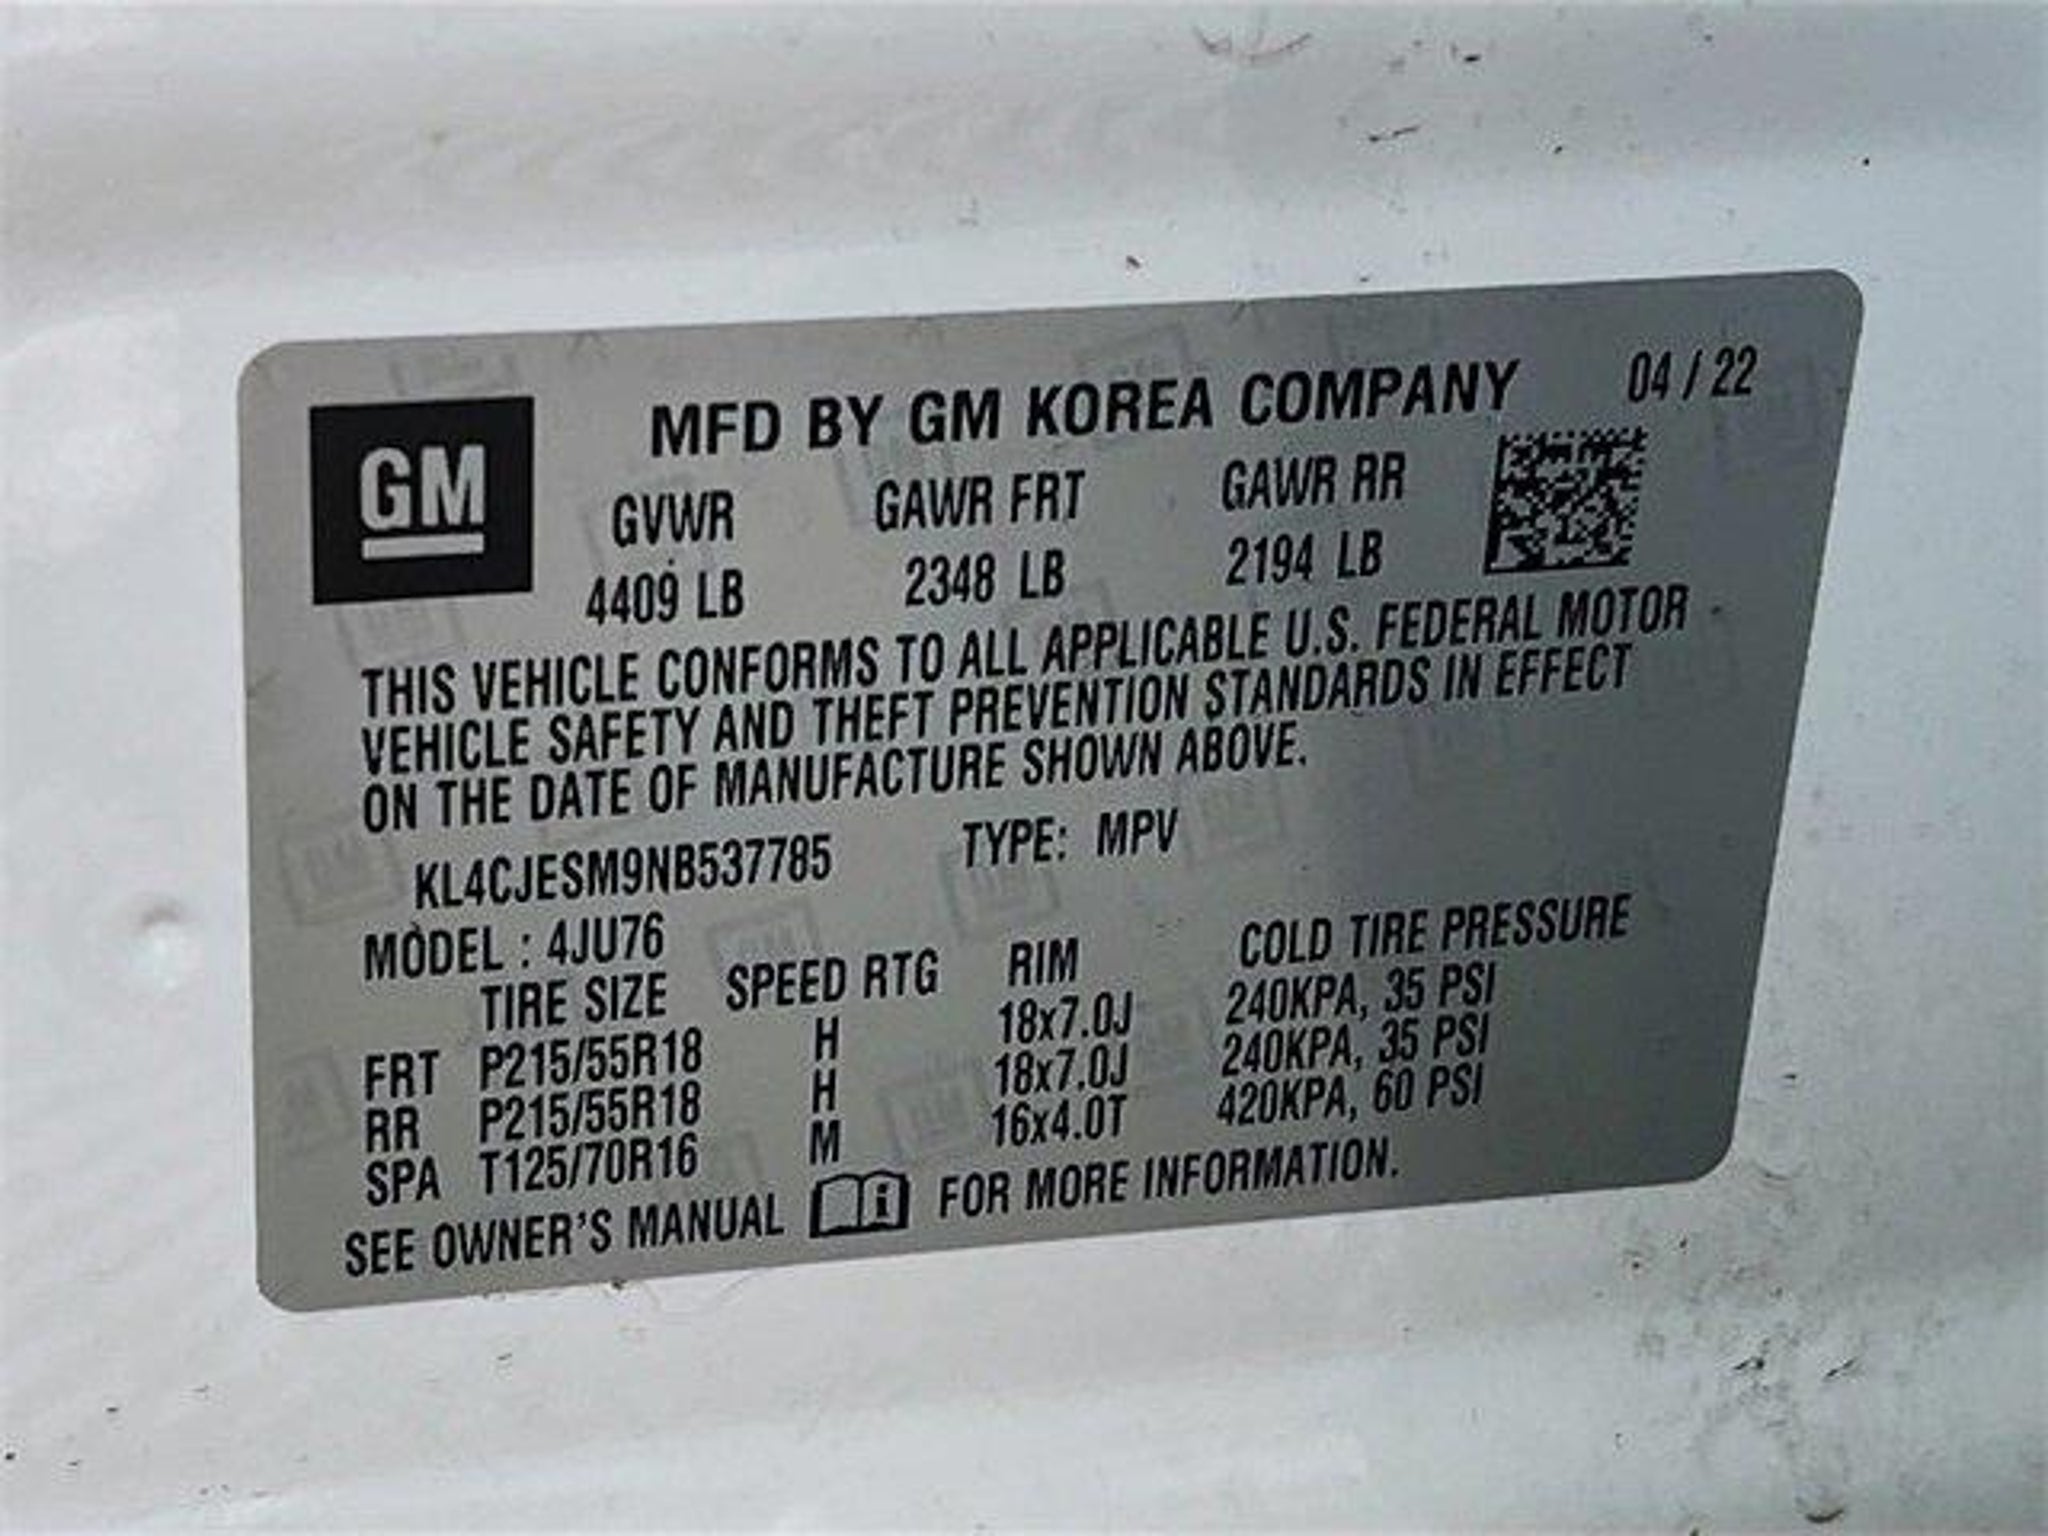 MFD BY GM KOREA COMPANY 04 / 22
GM
GVWR GAWR FRT GAWR RR
4409 LB 2348 LB 2194 LB
THIS VEHICLE CONFORMS TO ALL APPLICABLE U.S. FEDERAL MOTOR
VEHICLE SAFETY AND THEFT PREVENTION STANDARDS IN EFFECT
ON THE DATE OF MANUFACTURE SHOWN ABOVE.
KL4CJESM9NB537785 TYPE: MPV
MODEL : 4JU76
TIRE SIZE SPEED RTG RIM COLD TIRE PRESSURE
FRT P215/55R18 H 18x7.0J 240KPA, 35 PSI
RR P215/55R18 H 18x7.0J 240KPA, 35 PSI
SPA T125/70R16 M 16x4.0T 420KPA, 60 PSI
SEE OWNER'S MANUAL i FOR MORE INFORMATION.